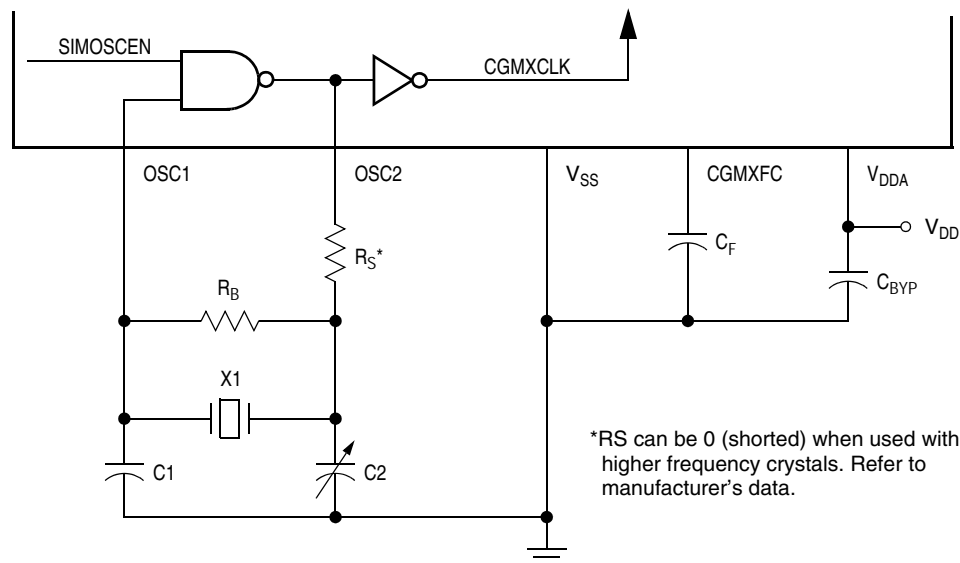 SIMOSCEN
CGMXCLK
OSC1
OSC2
VSS
CGMXFC
VDDA
VDD
RS*
CF
CBYP
RB
X1
C1
C2
*RS can be 0 (shorted) when used with
higher frequency crystals. Refer to
manufacturer's data.